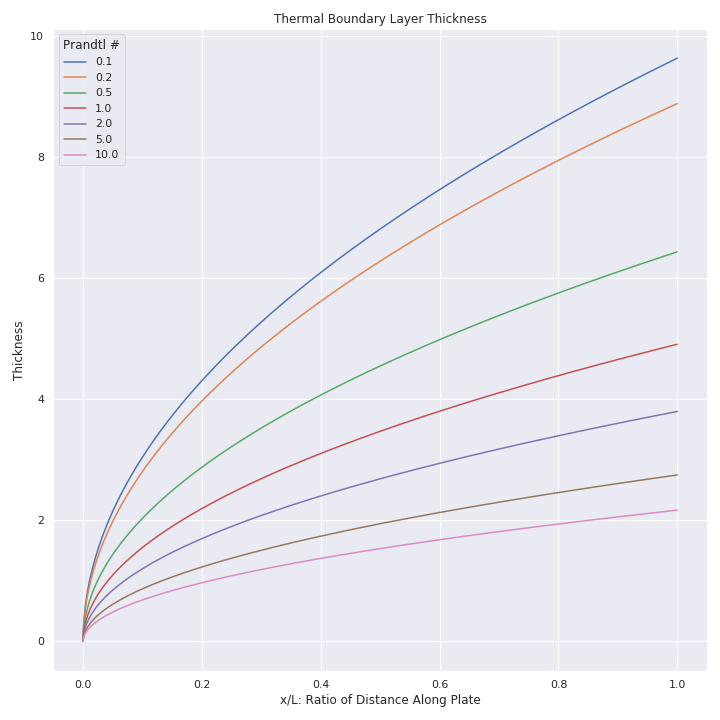 Thermal Boundary Layer Thickness
Prandtl #
0.1
0.2
0.5
1.0
2.0
5.0
10.0
10
8
6
4
2
0
Thickness
0.0 0.2 0.4 0.6 0.8 1.0
x/L: Ratio of Distance Along Plate